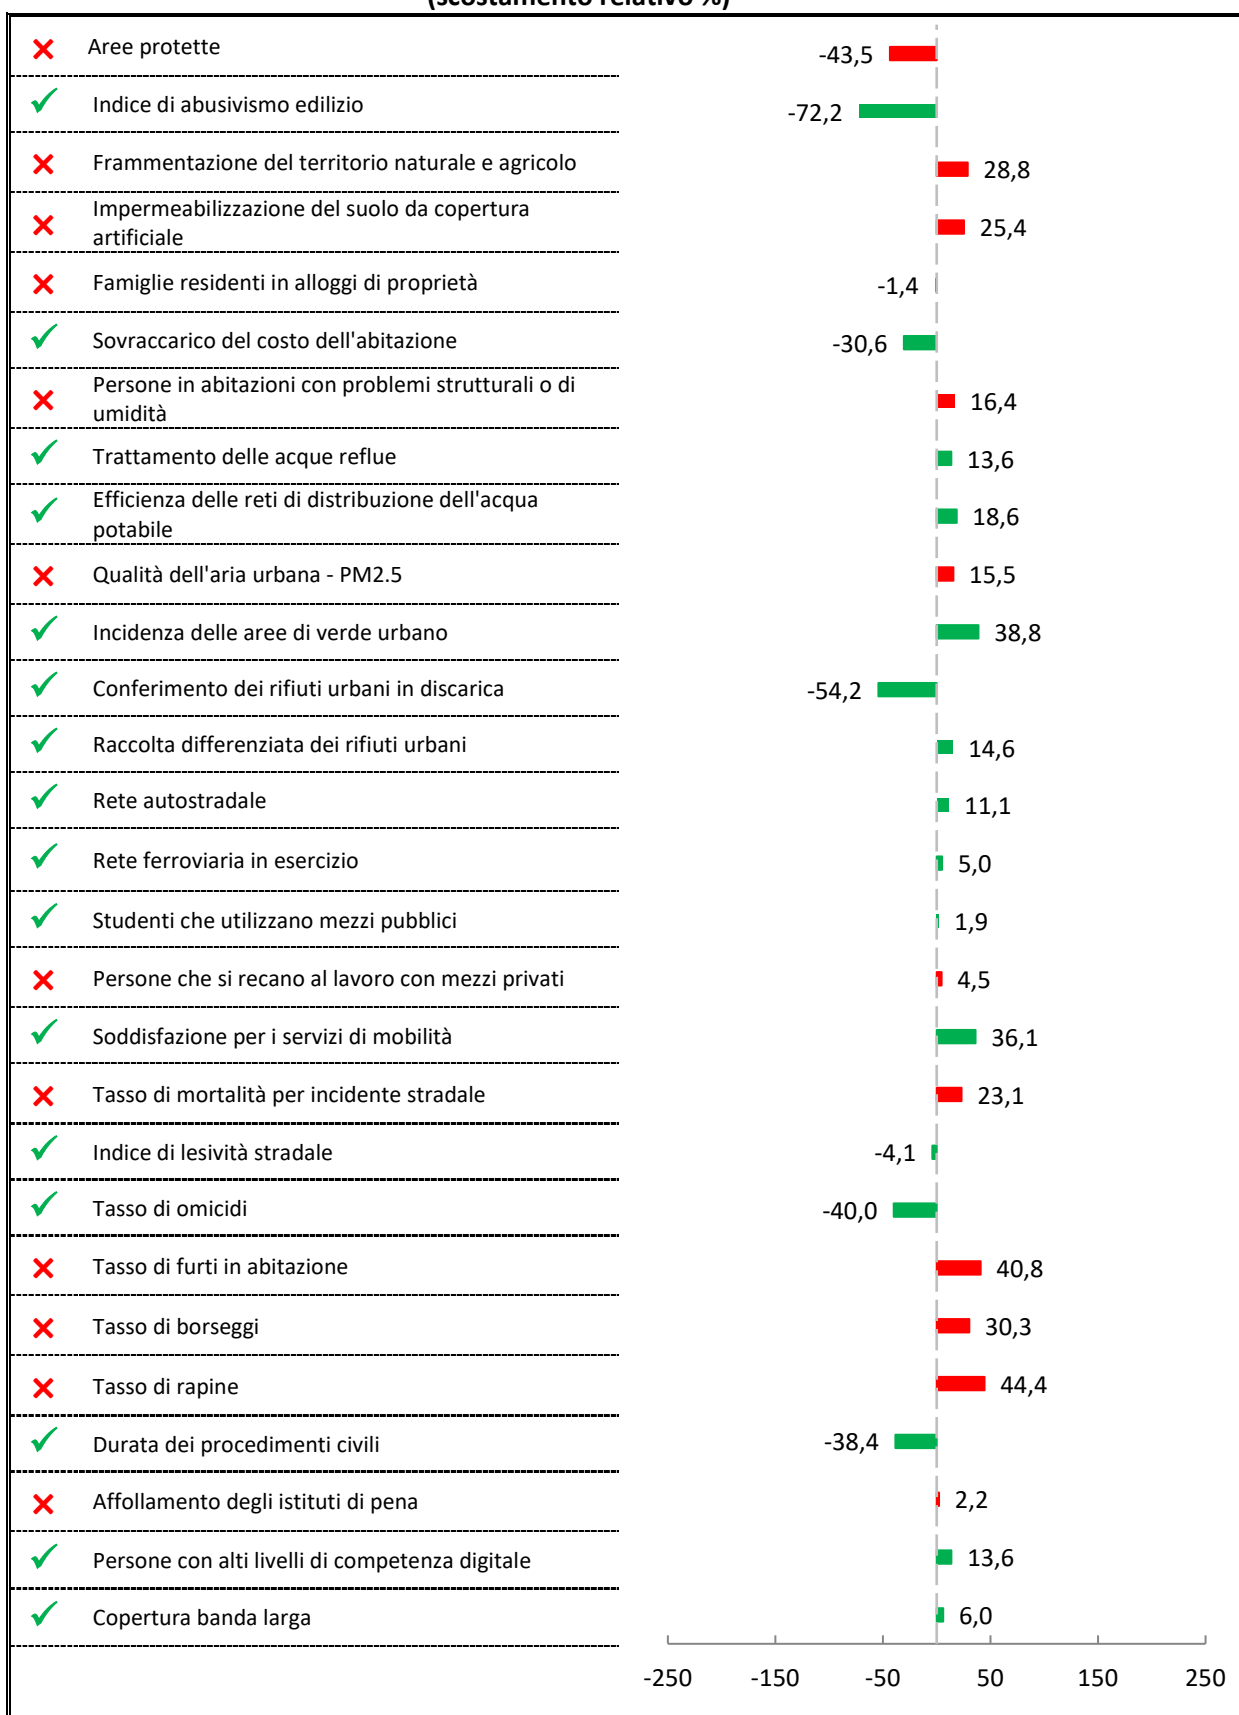 (scostamento relativo %)
Aree protette
-43,5
Indice di abusivismo edilizio
-72,2
Frammentazione del territorio naturale e agricolo
28,8
Impermeabilizzazione del suolo da copertura
artificiale
25,4
Famiglie residenti in alloggi di proprietà
-1,4
Sovraccarico del costo dell'abitazione
-30,6
Persone in abitazioni con problemi strutturali o di
umidità
16,4
Trattamento delle acque reflue
13,6
Efficienza delle reti di distribuzione dell'acqua
potabile
18,6
Qualità dell'aria urbana - PM2.5
15,5
Incidenza delle aree di verde urbano
38,8
Conferimento dei rifiuti urbani in discarica
-54,2
Raccolta differenziata dei rifiuti urbani
14,6
Rete autostradale
11,1
Rete ferroviaria in esercizio
5,0
Studenti che utilizzano mezzi pubblici
1,9
Persone che si recano al lavoro con mezzi privati
4,5
Soddisfazione per i servizi di mobilità
36,1
Tasso di mortalità per incidente stradale
23,1
Indice di lesività stradale
-4,1
Tasso di omicidi
-40,0
Tasso di furti in abitazione
40,8
Tasso di borseggi
30,3
Tasso di rapine
44,4
Durata dei procedimenti civili
-38,4
Affollamento degli istituti di pena
2,2
Persone con alti livelli di competenza digitale
13,6
Copertura banda larga
6,0
-250 -150 -50 50 150 250